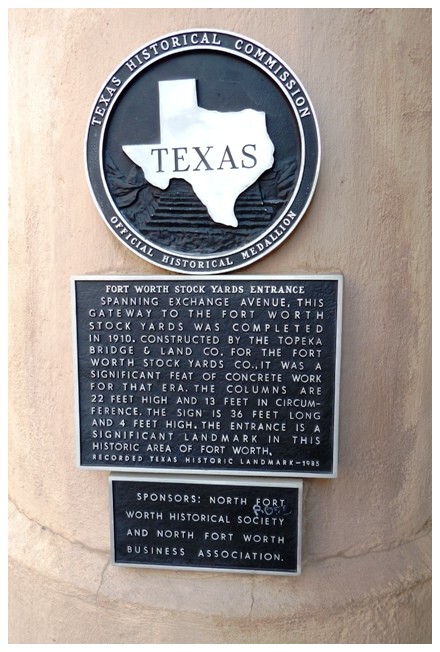 TEXAS HISTORICAL COMMISSION
TEXAS
OFFICIAL HISTORICAL MEDALLION
FORT WORTH STOCK YARDS ENTRANCE
SPANNING EXCHANGE AVENUE, THIS
GATEWAY TO THE FORT WORTH
STOCK YARDS WAS COMPLETED
IN 1910. CONSTRUCTED BY THE TOPEKA
BRIDGE & LAND CO. FOR THE FORT
WORTH STOCK YARDS CO., IT WAS A
SIGNIFICANT FEAT OF CONCRETE WORK
FOR THAT ERA. THE COLUMNS ARE
22 FEET HIGH AND 13 FEET IN CIRCUM-
FERENCE. THE SIGN IS 36 FEET LONG
AND 4 FEET HIGH. THE ENTRANCE IS A
SIGNIFICANT LANDMARK IN THIS
HISTORIC AREA OF FORT WORTH.
RECORDED TEXAS HISTORIC LANDMARK-1985
SPONSORS: NORTH FORT
WORTH HISTORICAL SOCIETY
AND NORTH FORT WORTH
BUSINESS ASSOCIATION.